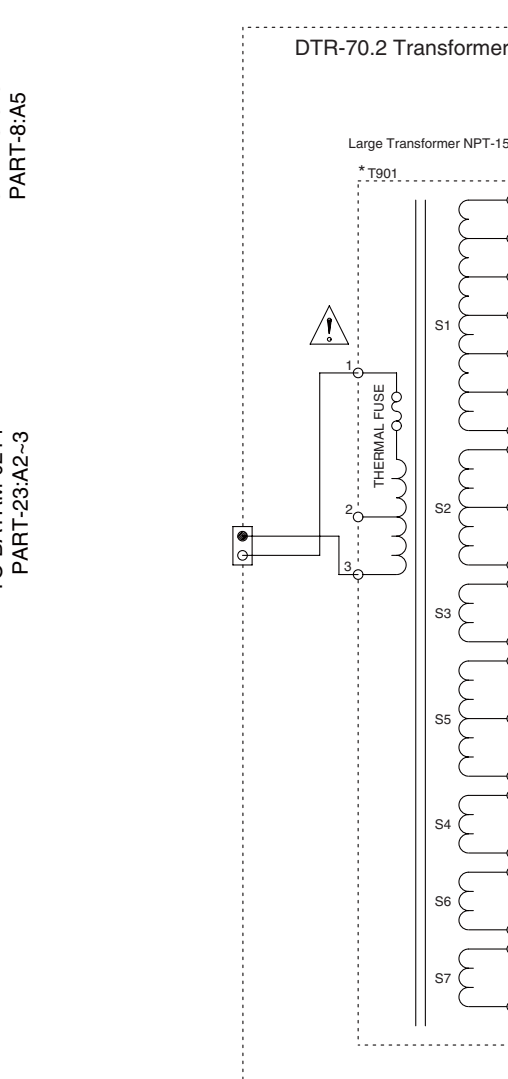 DTR-70.2 Transformer
PART-8:A5
Large Transformer NPT-15
* T901
S1
!
1
THERMAL FUSE
PART-23:A2~3
2
S2
3
S3
S5
S4
S6
S7